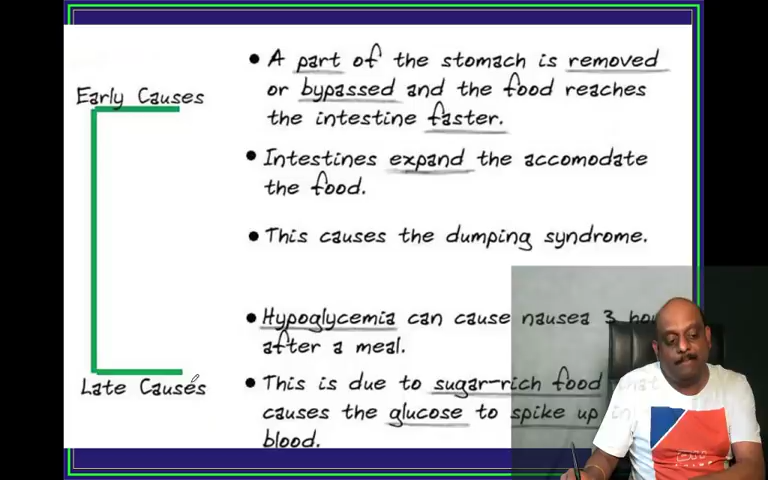 Early Causes
● A part of the stomach is removed
or bypassed and the food reaches
the intestine faster.
● Intestines expand the accomodate
the food.
● This causes the dumping syndrome.
Late Causes
● Hypoglycemia can cause nausea 3
after a meal.
● This is due to sugar-rich food that
causes the glucose to spike up in
blood.